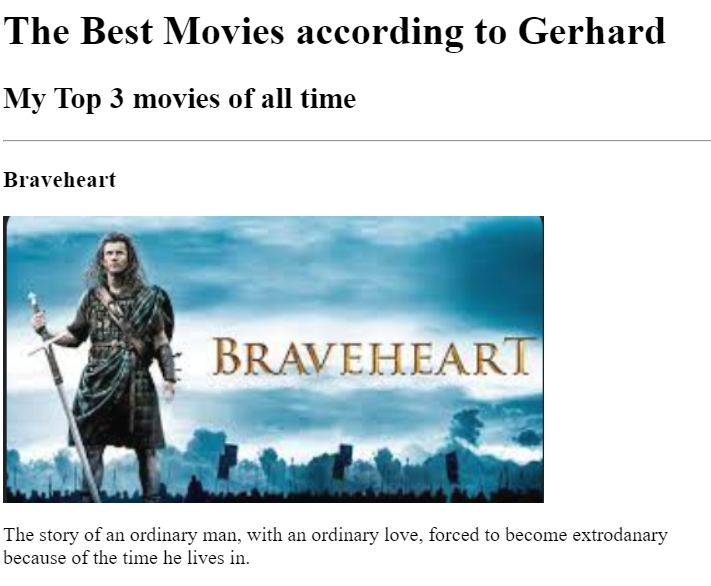 The Best Movies according to Gerhard
My Top 3 movies of all time
Braveheart
BRAVEHEART
The story of an ordinary man, with an ordinary love, forced to become extrodanary
because of the time he lives in.